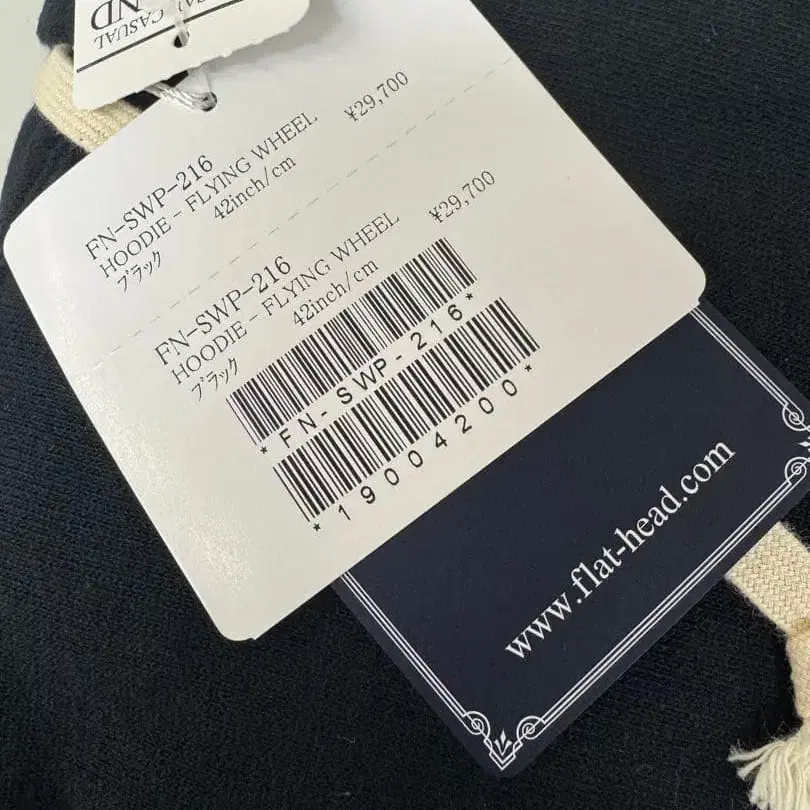 CASUAL
FN-SWP-216
HOODIE - FLYING WHEEL ¥29,700
42inch/cm
ブラック
FN-SWP-216
HOODIE - FLYING WHEEL ¥29,700
42inch/cm
ブラック
*FN-SWP-216*
*19004200*
www.flat-head.com